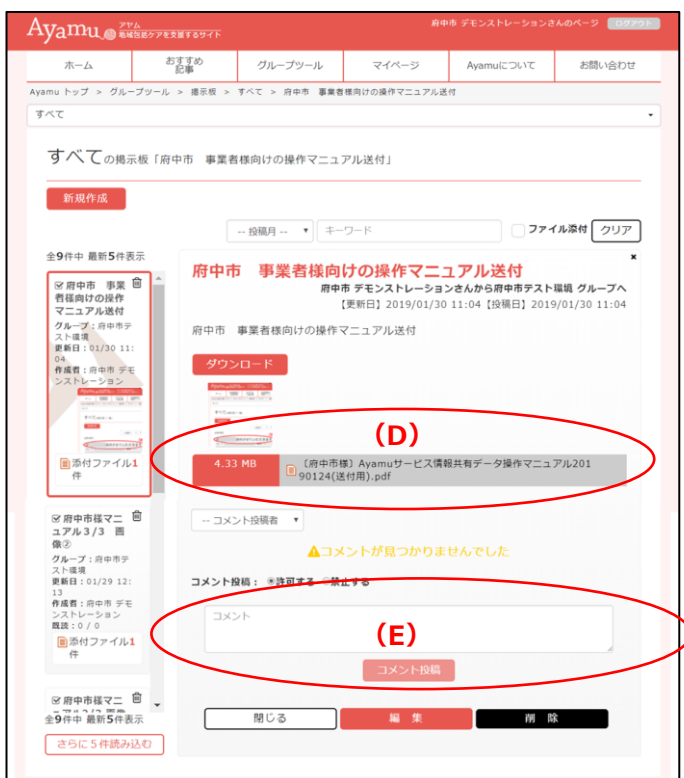 Ayamu アヤム 地域包括ケアを支援するサイト
府中市 デモンストレーションさんのページ ログアウト
ホーム おすすめ記事 グループツール マイページ Ayamuについて お問い合わせ
Ayamu トップ > グループツール > 掲示板 > すべて > 府中市 事業者様向けの操作マニュアル送付
すべて
すべての掲示板「府中市 事業者様向けの操作マニュアル送付」
新規作成
-- 投稿月 -- キーワード ファイル添付 クリア
全9件中 最新5件表示
府中市 事業
者様向けの操作
マニュアル送付
グループ：府中市テ
スト環境
更新日：01/30 11:
04
作成者：府中市 デモ
ンストレーション
添付ファイル1
件
府中市様マニ
ュアル3/3 画
像②
グループ：府中市テ
スト環境
更新日：01/29 12:
13
作成者：府中市 デモ
ンストレーション
既読：0 / 0
添付ファイル1
件
府中市様マニ
全9件中 最新5件表示
さらに5件読み込む
府中市 事業者様向けの操作マニュアル送付
府中市 デモンストレーションさんから府中市テスト環境 グループへ
【更新日】2019/01/30 11:04【投稿日】2019/01/30 11:04
府中市 事業者様向けの操作マニュアル送付
ダウンロード
(D)
4.33 MB 〔府中市様〕Ayamuサービス情報共有データ操作マニュアル201
90124(送付用).pdf
-- コメント投稿者
コメントが見つかりませんでした
コメント投稿： 許可する 禁止する
コメント
(E)
コメント投稿
閉じる 編 集 削 除